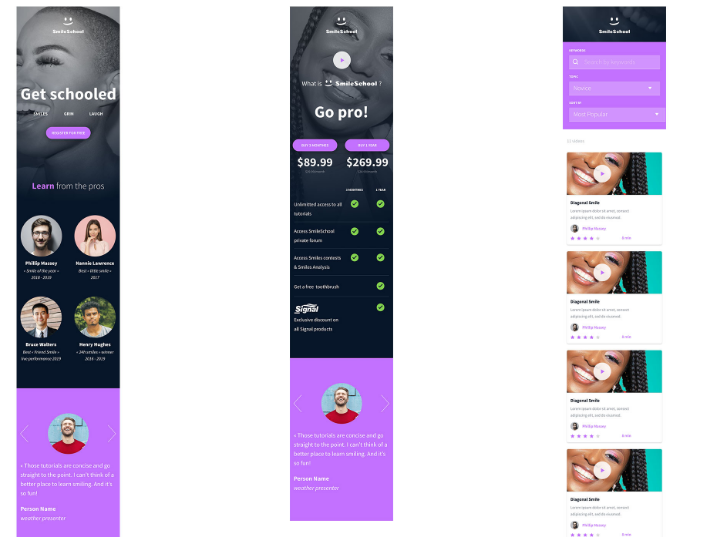 SmileSchool
Get schooled
SMILES GRIN LAUGH
REGISTER FOR FREE
Learn from the pros
Phillip Massey
« Smile of the year »
2018 - 2019
Nannie Lawrence
Best « little smile »
2017
Bruce Walters
Best « friend Smile »
Henry Hughes
« 34h smiles » winner
2018 - 2019
« Those tutorials are concise and go
straight to the point. I can't think of a
better place to learn smiling. And it's
so fun!
Person Name
weather presenter
SmileSchool
What is SmileSchool ?
Go pro!
$89.99 $269.99
1 YEAR
Unlimited access to all
tutorials
Access SmileSchool
private forum
Access Smiles contests
& Smiles Analysis
Get a free toothbrush
Signal
Exclusive discount on
all Signal products
« Those tutorials are concise and go
straight to the point. I can't think of a
better place to learn smiling. And it's
so fun!
Person Name
weather presenter
SmileSchool
KEYWORDS
Search by keywords
TOPIC
Novice
SORT BY
Most Popular
Diagonal Smile
Lorem ipsum dolor sit amet, consect
adipiscing elit, sed do eiusmod.
Phillip Massey
8 min
Diagonal Smile
Lorem ipsum dolor sit amet, consect
adipiscing elit, sed do eiusmod.
Phillip Massey
8 min
Diagonal Smile
Lorem ipsum dolor sit amet, consect
adipiscing elit, sed do eiusmod.
Phillip Massey
8 min
Diagonal Smile
Lorem ipsum dolor sit amet, consect
adipiscing elit, sed do eiusmod.
Phillip Massey
8 min